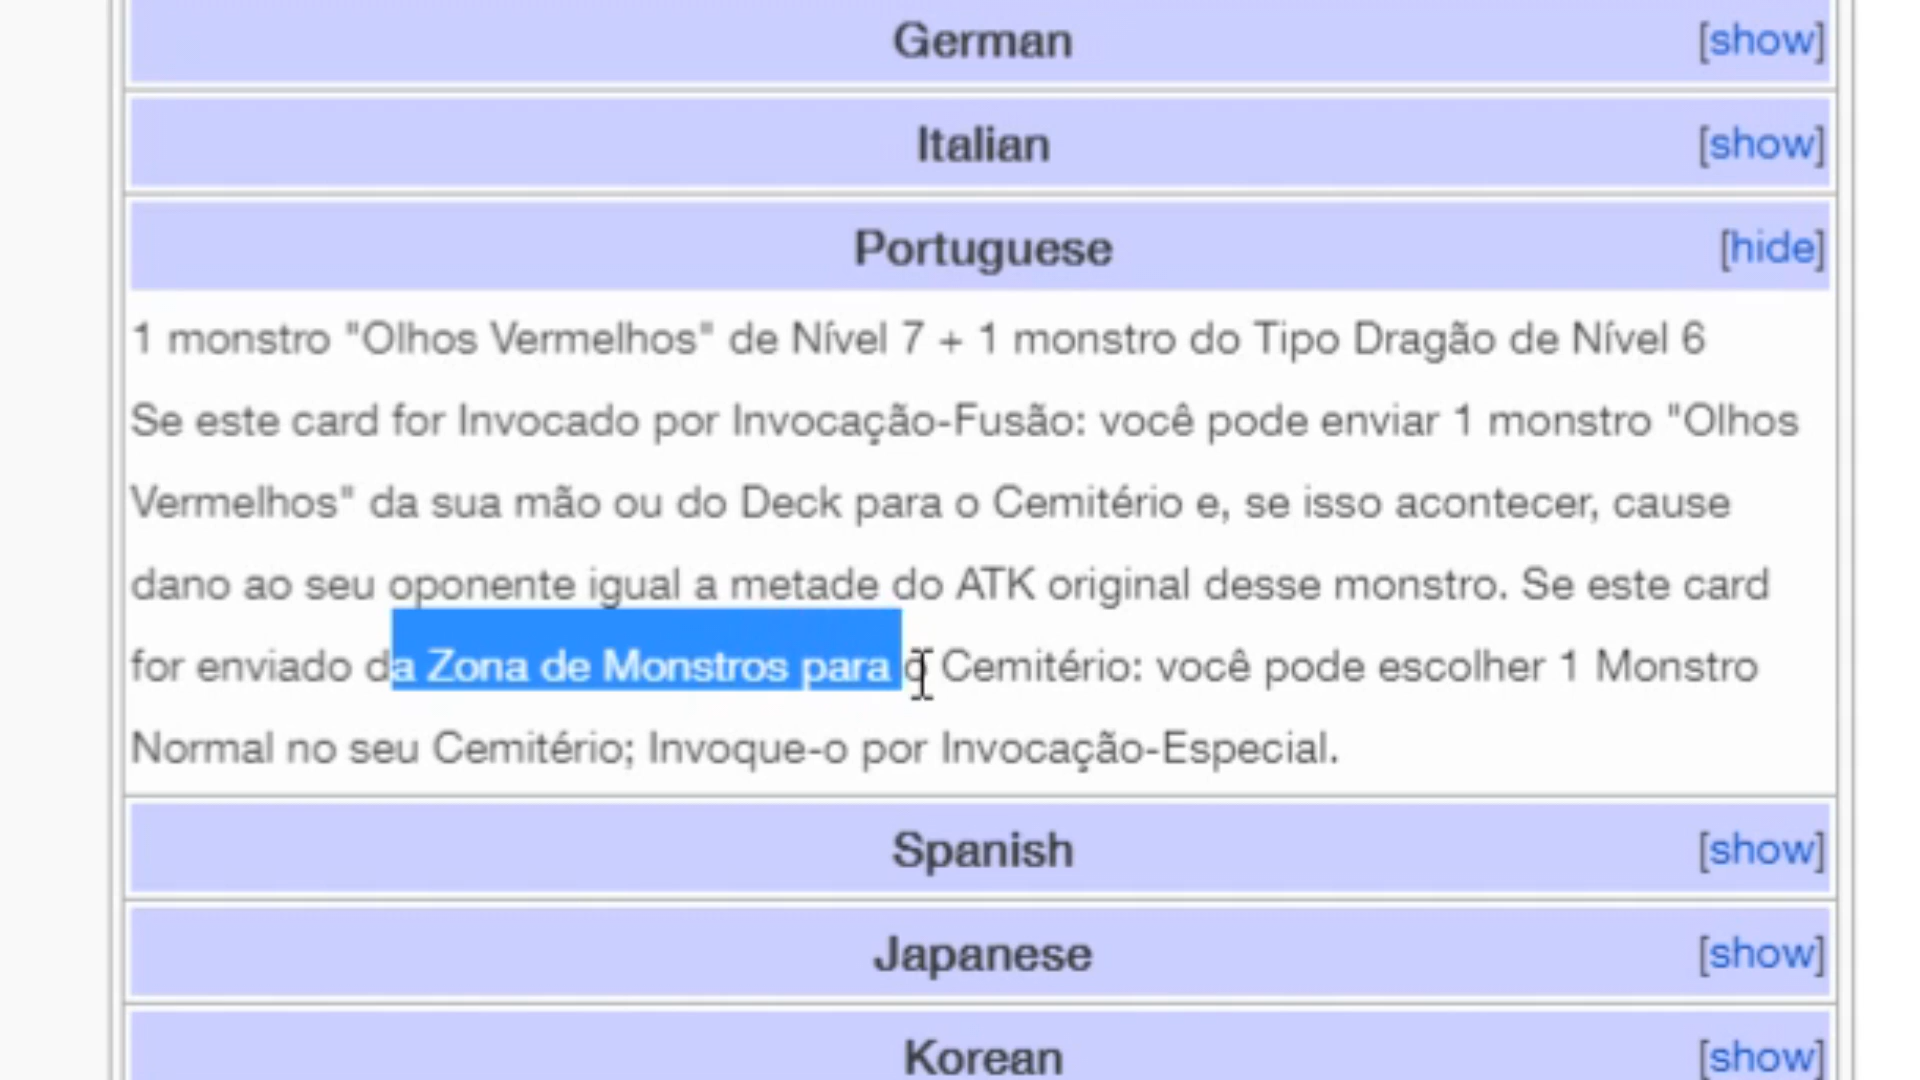 German [show]
Italian [show]
Portuguese [hide]
1 monstro "Olhos Vermelhos" de Nível 7 + 1 monstro do Tipo Dragão de Nível 6
Se este card for Invocado por Invocação-Fusão: você pode enviar 1 monstro "Olhos
Vermelhos" da sua mão ou do Deck para o Cemitério e, se isso acontecer, cause
dano ao seu oponente igual a metade do ATK original desse monstro. Se este card
for enviado da Zona de Monstros para o Cemitério: você pode escolher 1 Monstro
Normal no seu Cemitério; Invoque-o por Invocação-Especial.
Spanish [show]
Japanese [show]
Korean [show]